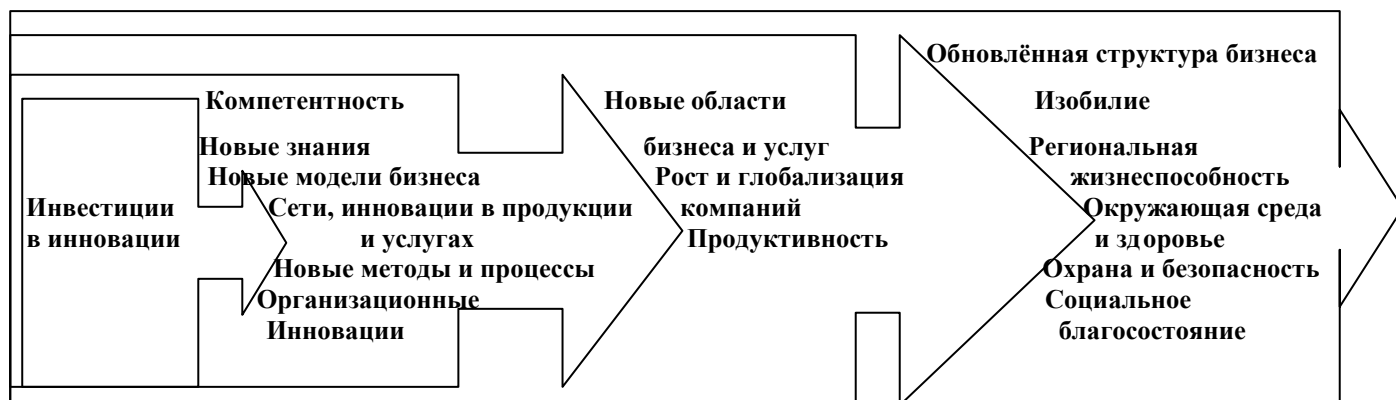 Инвестиции
в инновации
Компетентность
Новые знания
Новые модели бизнеса
Сети, инновации в продукции
и услугах
Новые методы и процессы
Организационные
Инновации
Новые области
бизнеса и услуг
Рост и глобализация
компаний
Продуктивность
Обновлённая структура бизнеса
Изобилие
Региональная
жизнеспособность
Окружающая среда
и здоровье
Охрана и безопасность
Социальное
благосостояние